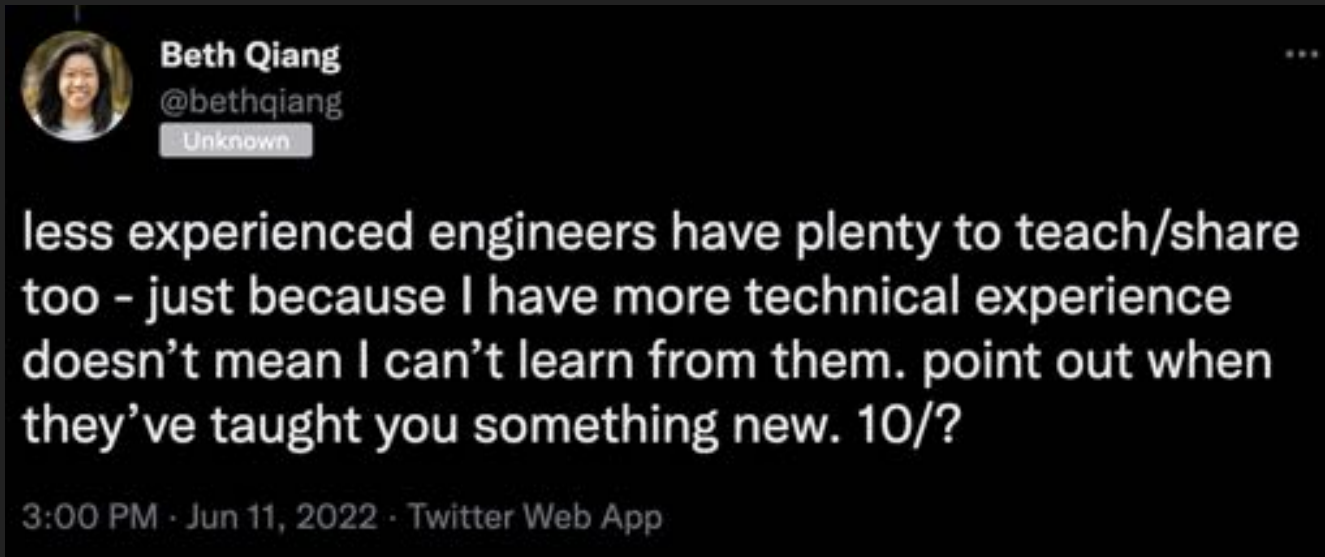 Beth Qiang
@bethqiang
Unknown
less experienced engineers have plenty to teach/share
too - just because I have more technical experience
doesn’t mean I can’t learn from them. point out when
they’ve taught you something new. 10/?
3:00 PM · Jun 11, 2022 · Twitter Web App